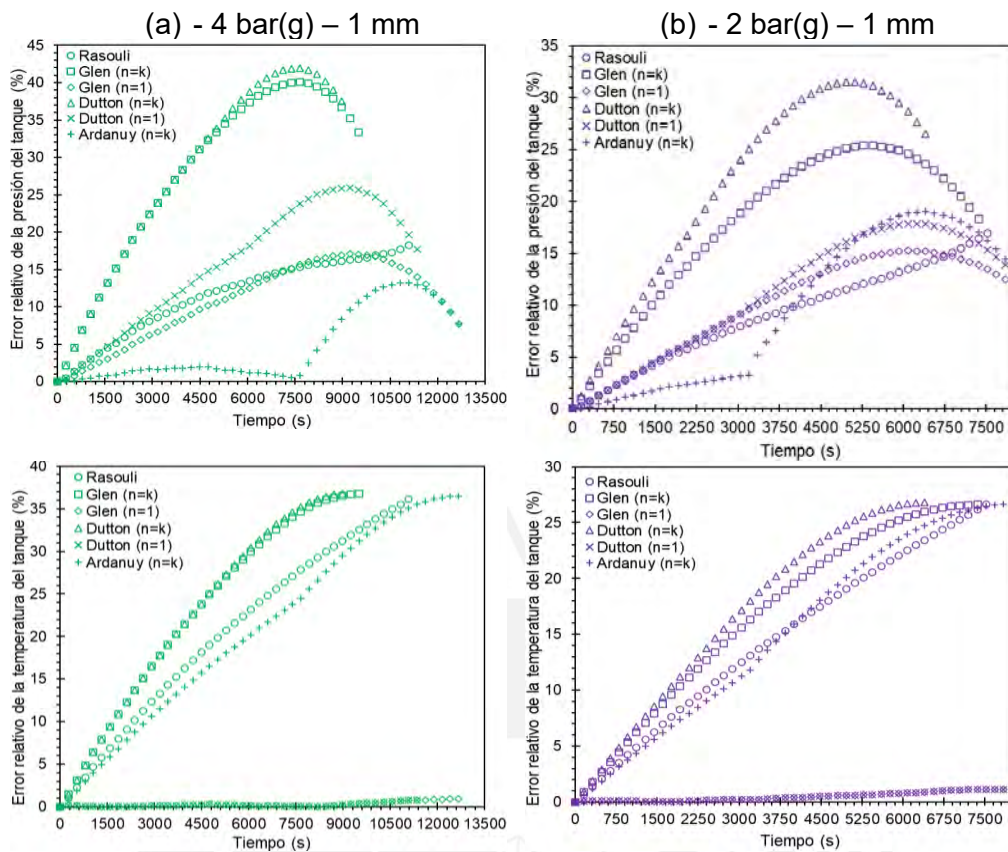 (a) - 4 bar(g) – 1 mm
(b) - 2 bar(g) – 1 mm
Error relativo de la presión del tanque (%)
45
40
35
30
25
20
15
10
5
0
Rasouli
Glen (n=k)
Glen (n=1)
Dutton (n=k)
Dutton (n=1)
Ardanuy (n=k)
0 1500 3000 4500 6000 7500 9000 10500 12000 13500
Tiempo (s)
Error relativo de la presión del tanque (%)
35
30
25
20
15
10
5
0
Rasouli
Glen (n=k)
Glen (n=1)
Dutton (n=k)
Dutton (n=1)
Ardanuy (n=k)
0 750 1500 2250 3000 3750 4500 5250 6000 6750 7500
Tiempo (s)
Error relativo de la temperatura del tanque (%)
40
35
30
25
20
15
10
5
0
Rasouli
Glen (n=k)
Glen (n=1)
Dutton (n=k)
Dutton (n=1)
Ardanuy (n=k)
0 1500 3000 4500 6000 7500 9000 10500 12000 13500
Tiempo (s)
Error relativo de la temperatura del tanque (%)
30
25
20
15
10
5
0
Rasouli
Glen (n=k)
Glen (n=1)
Dutton (n=k)
Dutton (n=1)
Ardanuy (n=k)
0 750 1500 2250 3000 3750 4500 5250 6000 6750 7500
Tiempo (s)